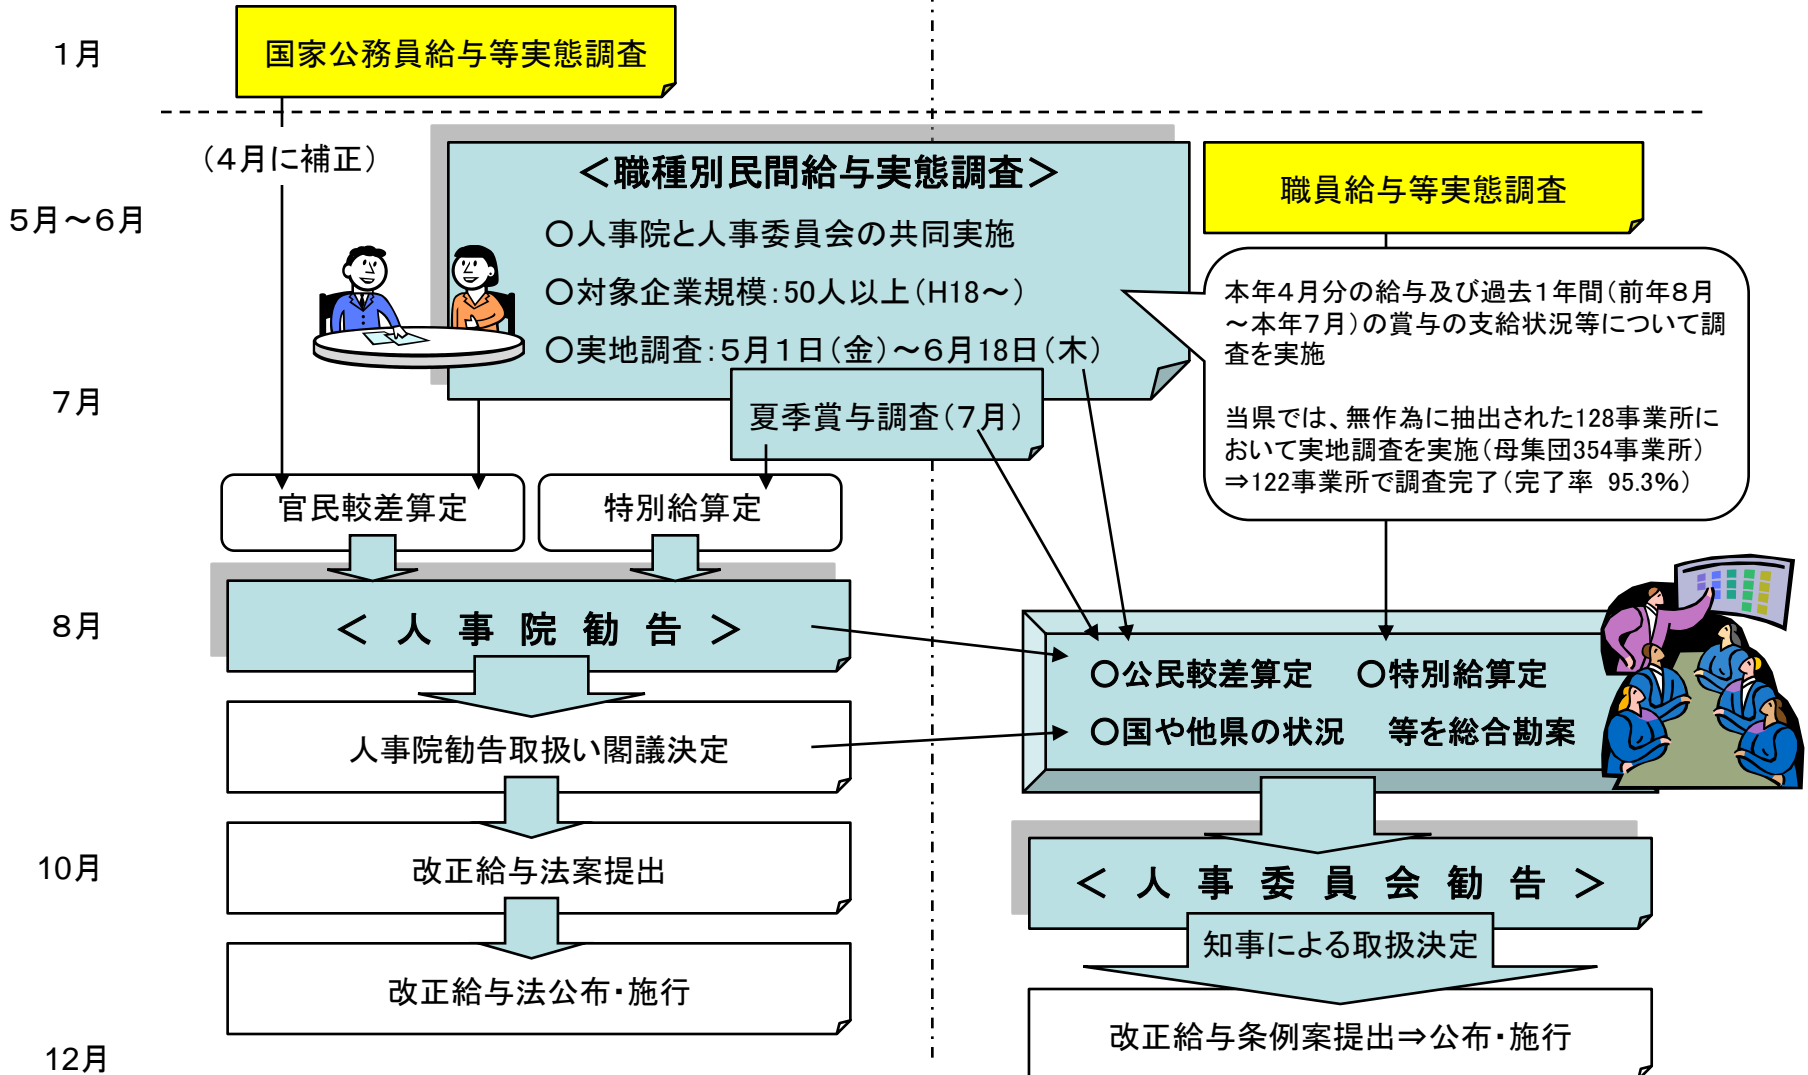 1月
国家公務員給与等実態調査
(4月に補正)
5月～6月
＜職種別民間給与実態調査＞
○人事院と人事委員会の共同実施
○対象企業規模：50人以上(H18～)
○実地調査：5月1日(金)～6月18日(木)
職員給与等実態調査
本年4月分の給与及び過去1年間(前年8月
～本年7月)の賞与の支給状況等について調
査を実施
当県では、無作為に抽出された128事業所に
おいて実地調査を実施(母集団354事業所)
⇒122事業所で調査完了(完了率 95.3%)
7月
夏季賞与調査(7月)
官民較差算定
特別給算定
8月
＜ 人 事 院 勧 告 ＞
○公民較差算定 ○特別給算定
○国や他県の状況 等を総合勘案
人事院勧告取扱い閣議決定
10月
改正給与法案提出
＜ 人 事 委 員 会 勧 告 ＞
知事による取扱決定
改正給与法公布・施行
改正給与条例案提出⇒公布・施行
12月